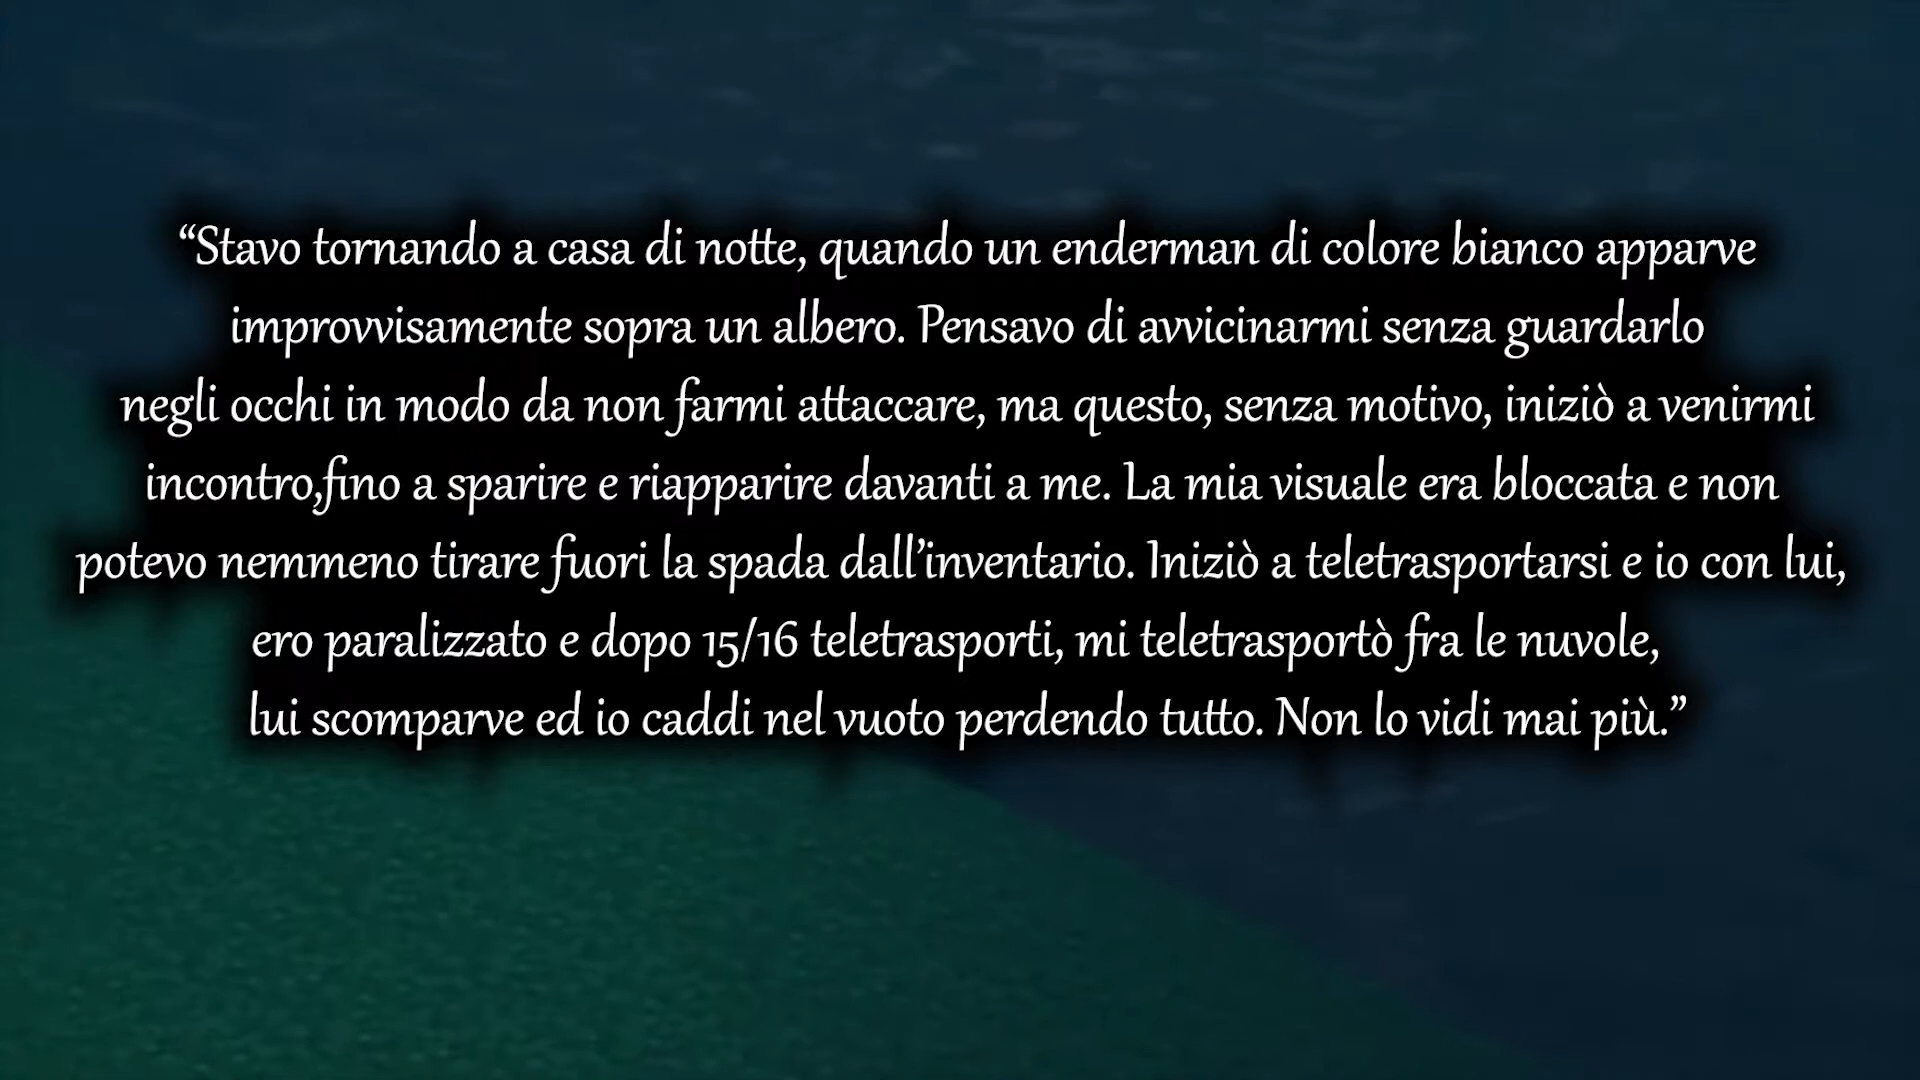 “Stavo tornando a casa di notte, quando un enderman di colore bianco apparve
improvvisamente sopra un albero. Pensavo di avvicinarmi senza guardarlo
negli occhi in modo da non farmi attaccare, ma questo, senza motivo, iniziò a venirmi
incontro,fino a sparire e riapparire davanti a me. La mia visuale era bloccata e non
potevo nemmeno tirare fuori la spada dall’inventario. Iniziò a teletrasportarsi e io con lui,
ero paralizzato e dopo 15/16 teletrasporti, mi teletrasportò fra le nuvole,
lui scomparve ed io caddi nel vuoto perdendo tutto. Non lo vidi mai più.”